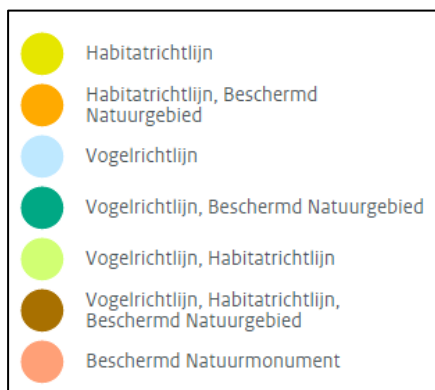 Habitatrichtlijn
Habitatrichtlijn, Beschermd
Natuurgebied
Vogelrichtlijn
Vogelrichtlijn, Beschermd Natuurgebied
Vogelrichtlijn, Habitatrichtlijn
Vogelrichtlijn, Habitatrichtlijn,
Beschermd Natuurgebied
Beschermd Natuurmonument